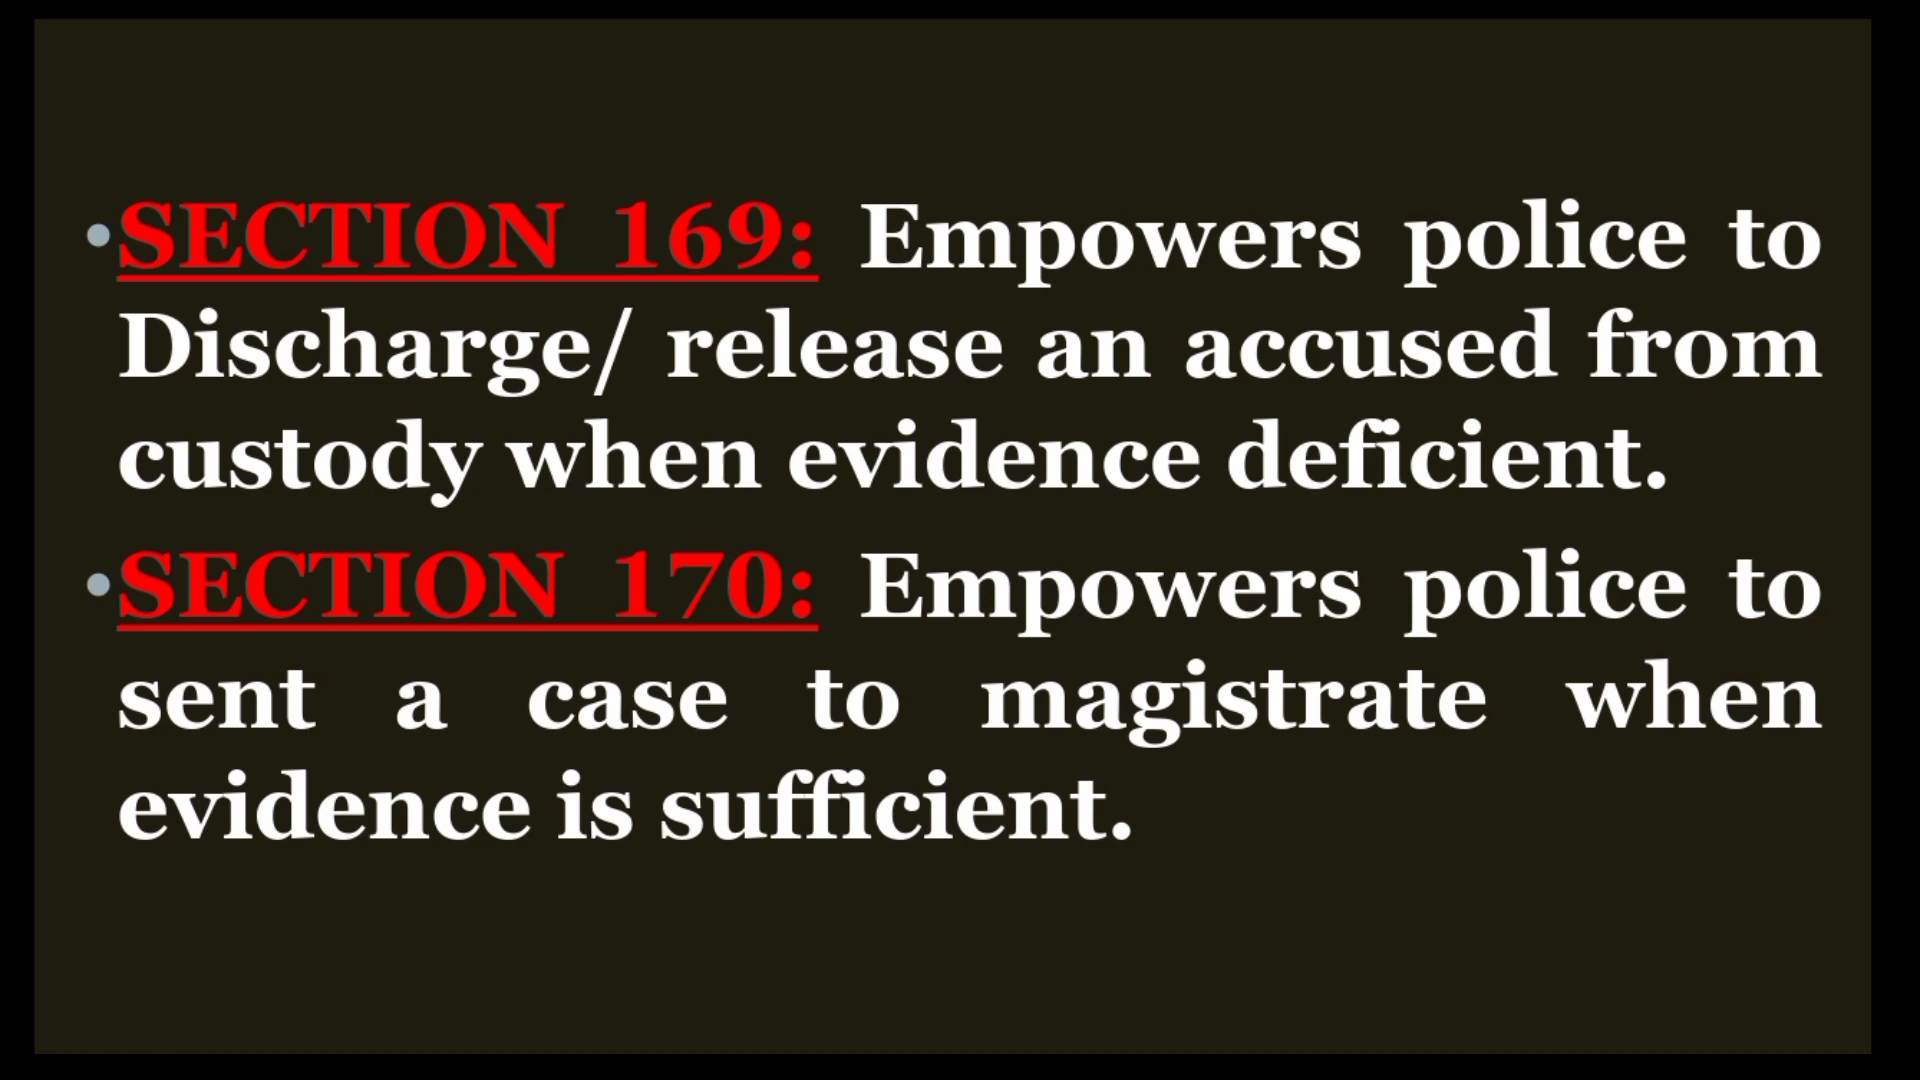 •SECTION 169: Empowers police to
Discharge/ release an accused from
custody when evidence deficient.
•SECTION 170: Empowers police to
sent a case to magistrate when
evidence is sufficient.